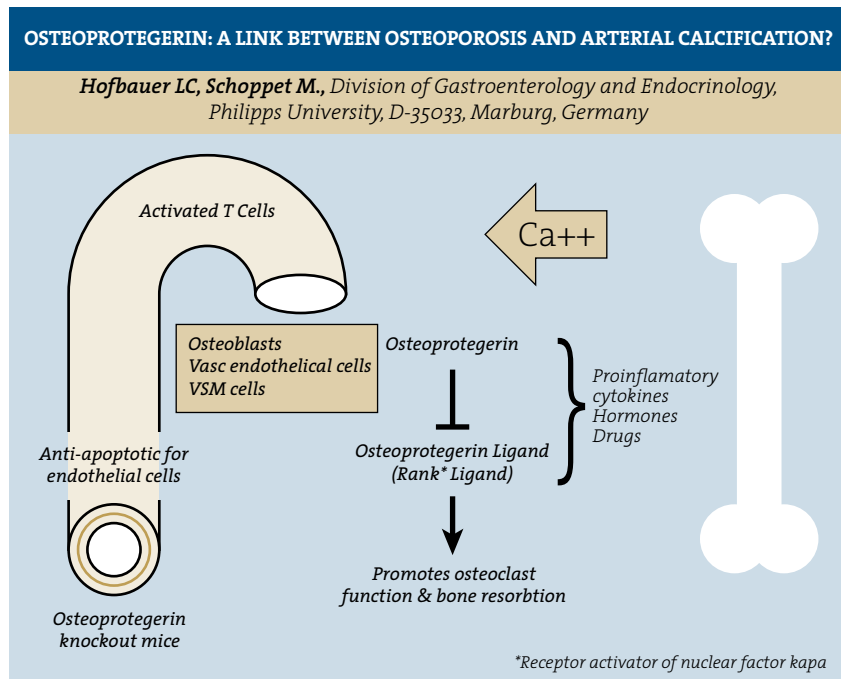 OSTEOPROTEGERIN: A LINK BETWEEN OSTEOPOROSIS AND ARTERIAL CALCIFICATION?
Hofbauer LC, Schoppet M., Division of Gastroenterology and Endocrinology,
Philipps University, D-35033, Marburg, Germany
Activated T Cells
Ca++
Osteoblasts
Vasc endothelical cells
VSM cells
Osteoprotegerin
Proinflamatory
cytokines
Hormones
Drugs
Anti-apoptotic for
endothelial cells
Osteoprotegerin Ligand
(Rank* Ligand)
Promotes osteoclast
function & bone resorbtion
Osteoprotegerin
knockout mice
*Receptor activator of nuclear factor kapa